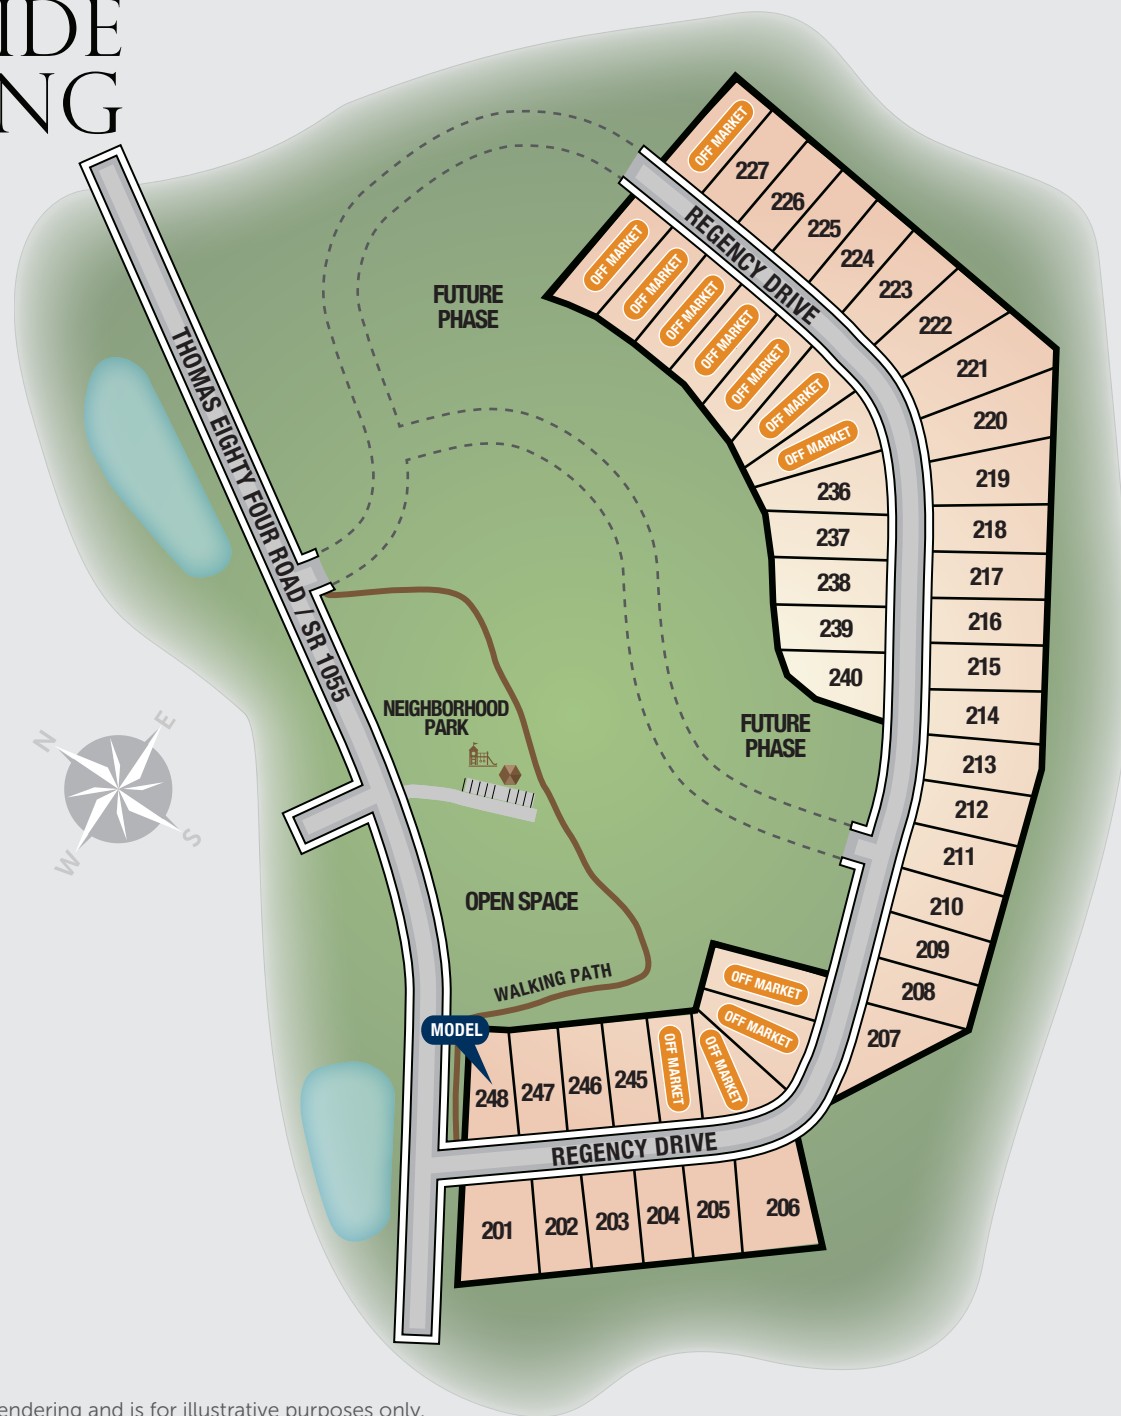 IDE
NG
OFF MARKET
227
226
225
224
223
222
221
220
219
218
217
216
215
214
213
212
211
210
209
208
207
REGENCY DRIVE
OFF MARKET
OFF MARKET
OFF MARKET
OFF MARKET
OFF MARKET
OFF MARKET
OFF MARKET
236
237
238
239
240
FUTURE
PHASE
THOMAS EIGHTY FOUR ROAD / SR 1055
NEIGHBORHOOD
PARK
FUTURE
PHASE
N
E
S
W
OPEN SPACE
WALKING PATH
OFF MARKET
OFF MARKET
MODEL
248
247
246
245
OFF MARKET
OFF MARKET
REGENCY DRIVE
201
202
203
204
205
206
endering and is for illustrative purposes only.